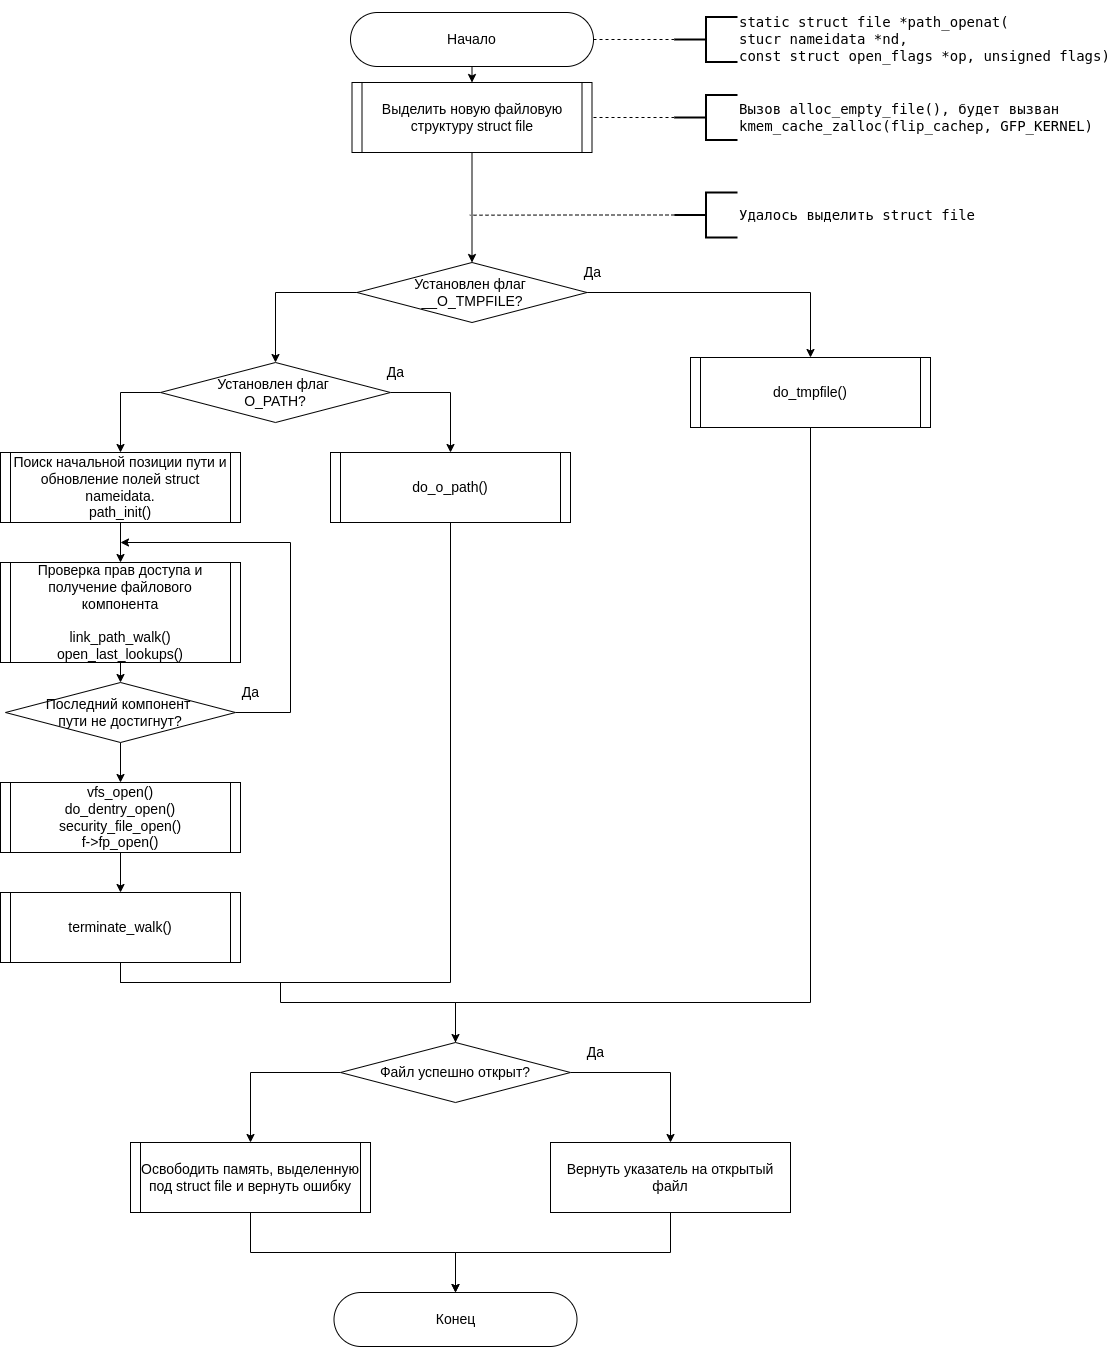 Начало
static struct file *path_openat(
stucr nameidata *nd,
const struct open_flags *op, unsigned flags)
Выделить новую файловую
структуру struct file
Вызов alloc_empty_file(), будет вызван
kmem_cache_zalloc(flip_cachep, GFP_KERNEL)
Удалось выделить struct file
Установлен флаг
__O_TMPFILE?
Да
Установлен флаг
O_PATH?
Да
do_tmpfile()
Поиск начальной позиции пути и
обновление полей struct
nameidata.
path_init()
do_o_path()
Проверка прав доступа и
получение файлового
компонента
link_path_walk()
open_last_lookups()
Последний компонент
пути не достигнут?
Да
vfs_open()
do_dentry_open()
security_file_open()
f->fp_open()
terminate_walk()
Файл успешно открыт?
Да
Освободить память, выделенную
под struct file и вернуть ошибку
Вернуть указатель на открытый
файл
Конец